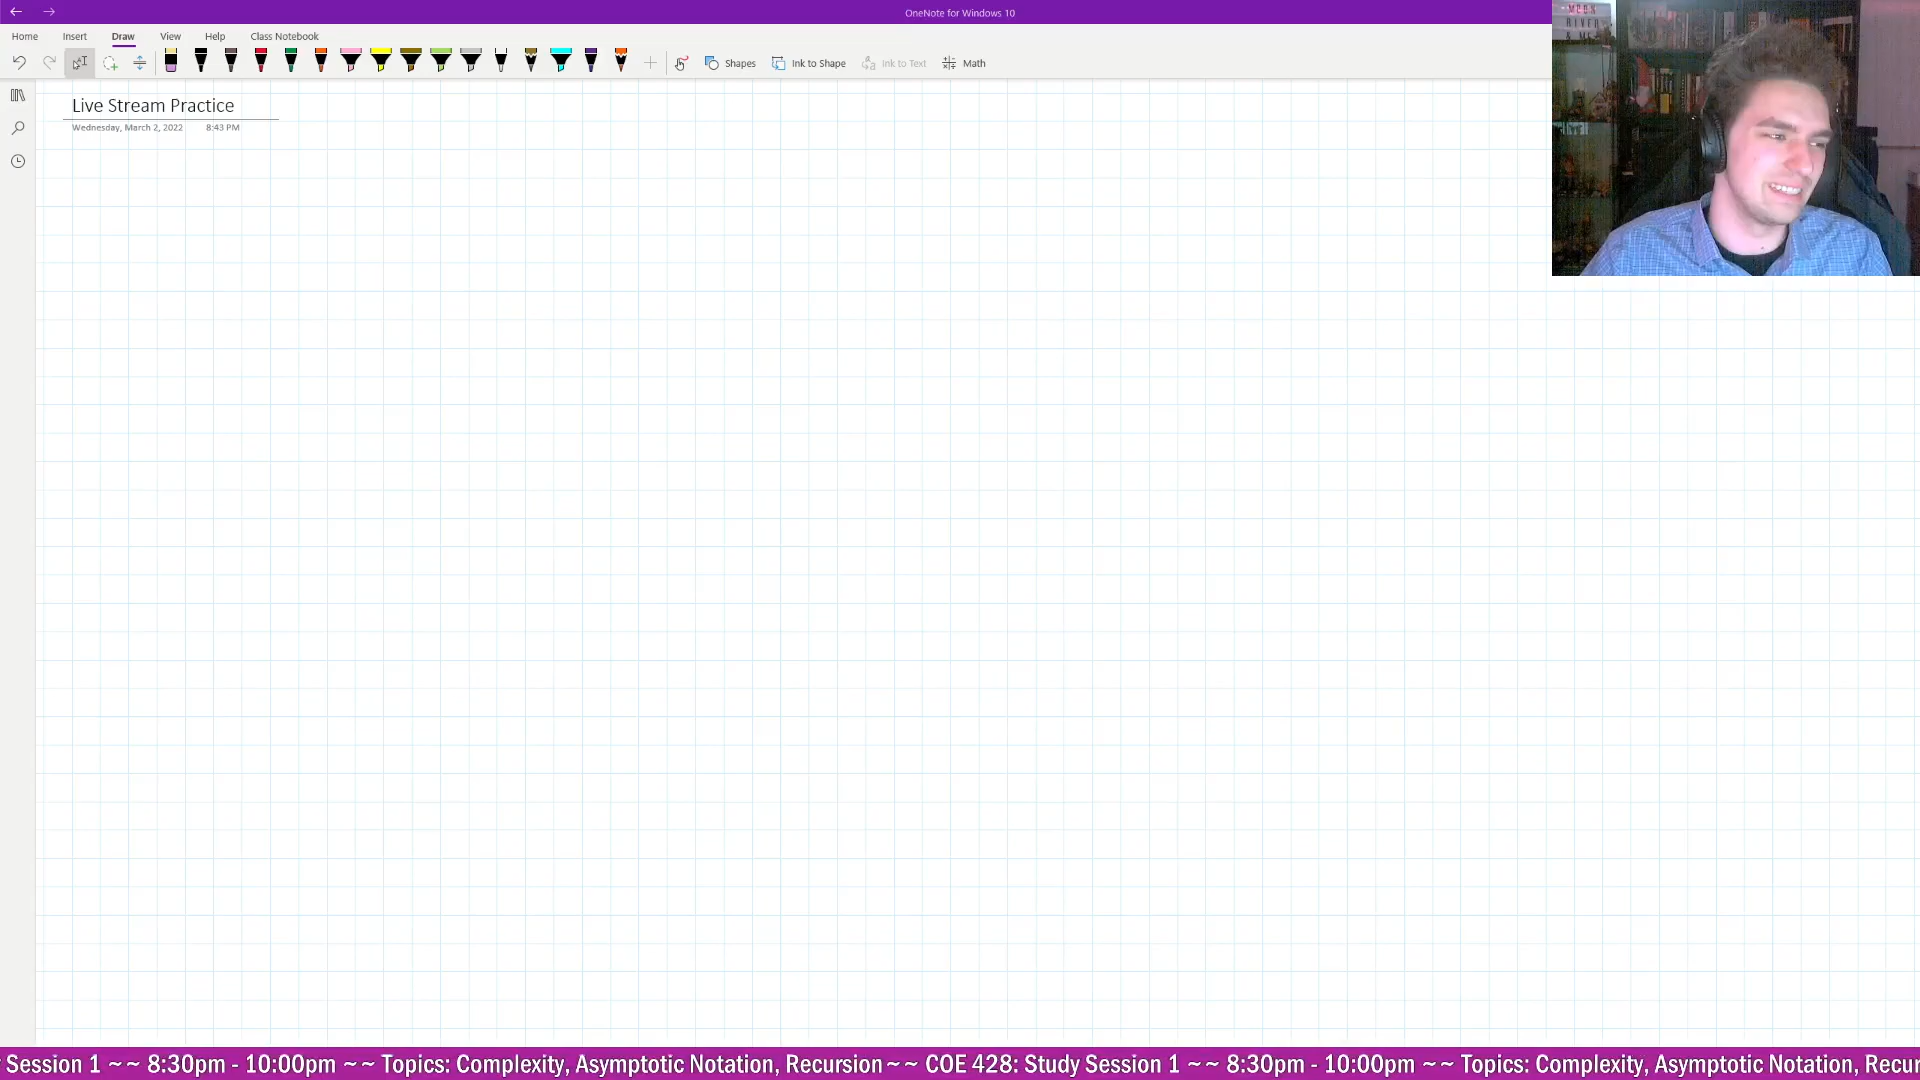 OneNote for Windows 10
Home Insert Draw View Help Class Notebook
Shapes Ink to Shape Ink to Text Math
Live Stream Practice
Wednesday, March 2, 2022 8:43 PM
Session 1 ~~ 8:30pm - 10:00pm ~~ Topics: Complexity, Asymptotic Notation, Recursion ~~ COE 428: Study Session 1 ~~ 8:30pm - 10:00pm ~~ Topics: Complexity, Asymptotic Notation, Recur